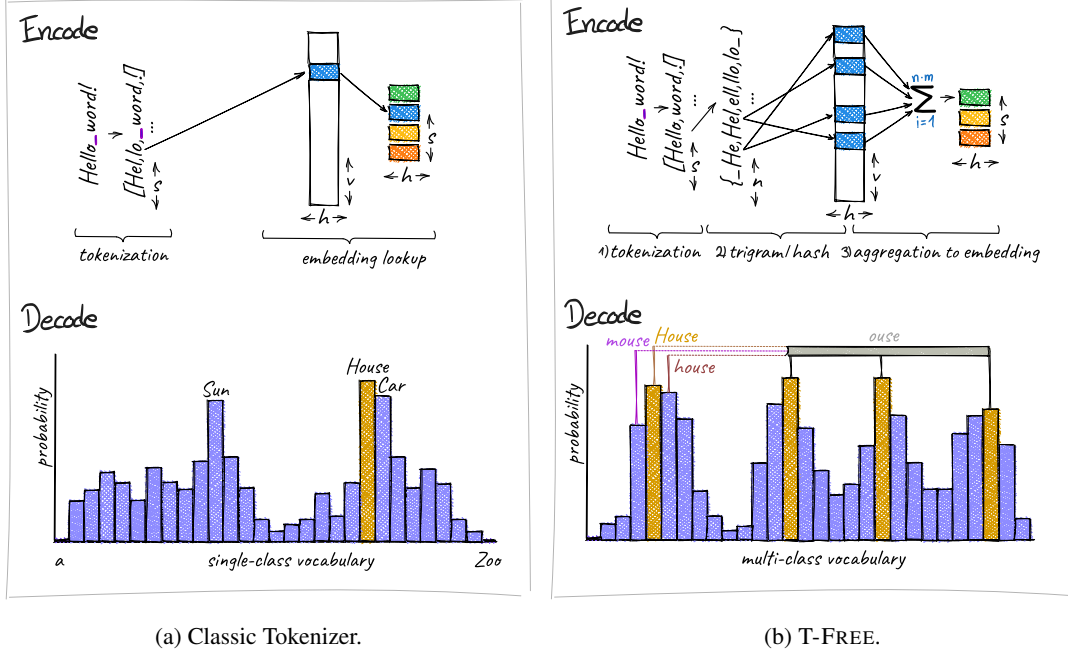 Encode
Hello_word!
[Hel,lo,_word,!]
...
s
v
h
s
h
tokenization
embedding lookup
Decode
probability
Sun
House
Car
a
single-class vocabulary
Zoo
(a) Classic Tokenizer.
Encode
Hello_word!
[Hello,word,!]
...
s
{_He,Hel,ell,llo,lo_}
...
n
v
h
n·m
Σ
i=1
s
h
1) tokenization
2) trigram/hash
3) aggregation to embedding
Decode
probability
mouse
House
house
ouse
multi-class vocabulary
(b) T-FREE.